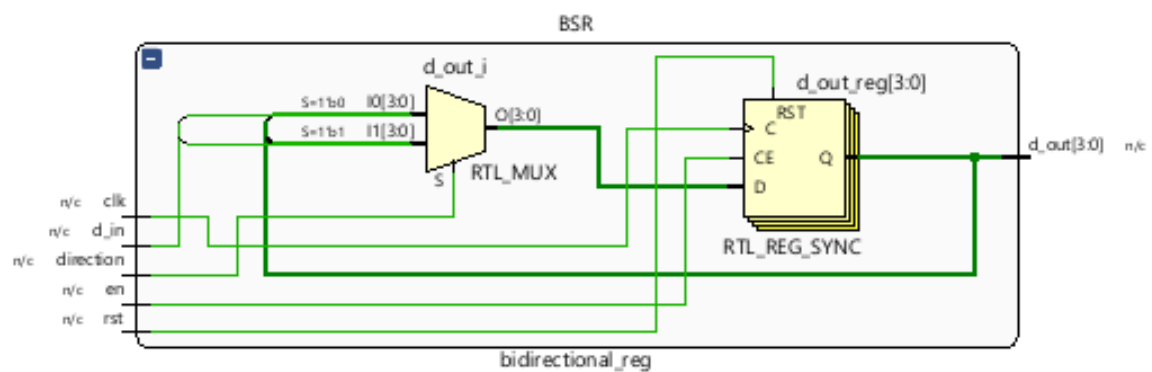 BSR
d_out_i
d_out_reg[3:0]
S=1'b0 I0[3:0]
S=1'b1 I1[3:0]
O[3:0]
S
RTL_MUX
RST
C
CE
Q
D
RTL_REG_SYNC
d_out[3:0] n/c
n/c clk
n/c d_in
n/c direction
n/c en
n/c rst
bidirectional_reg